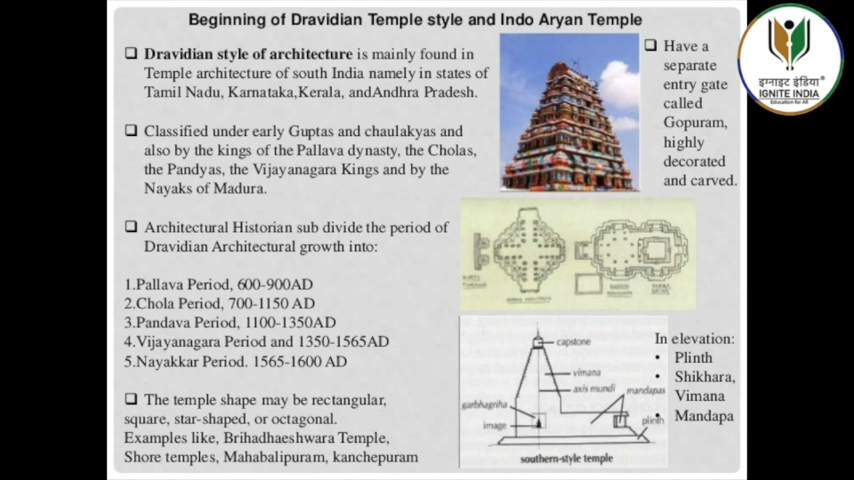 Beginning of Dravidian Temple style and Indo Aryan Temple
❑ Dravidian style of architecture is mainly found in
Temple architecture of south India namely in states of
Tamil Nadu, Karnataka,Kerala, andAndhra Pradesh.
❑ Classified under early Guptas and chaulakyas and
also by the kings of the Pallava dynasty, the Cholas,
the Pandyas, the Vijayanagara Kings and by the
Nayaks of Madura.
❑ Architectural Historian sub divide the period of
Dravidian Architectural growth into:
1.Pallava Period, 600-900AD
2.Chola Period, 700-1150 AD
3.Pandava Period, 1100-1350AD
4.Vijayanagara Period and 1350-1565AD
5.Nayakkar Period. 1565-1600 AD
❑ The temple shape may be rectangular,
square, star-shaped, or octagonal.
Examples like, Brihadhaeshwara Temple,
Shore temples, Mahabalipuram, kanchepuram
❑ Have a
separate
entry gate
called
Gopuram,
highly
decorated
and carved.
इग्नाइट इंडिया
IGNITE INDIA
Education for All
capstone
vimana
axis mundi
mandapas
garbhagriha
image
plinth
southern-style temple
In elevation:
• Plinth
• Shikhara,
Vimana
• Mandapa